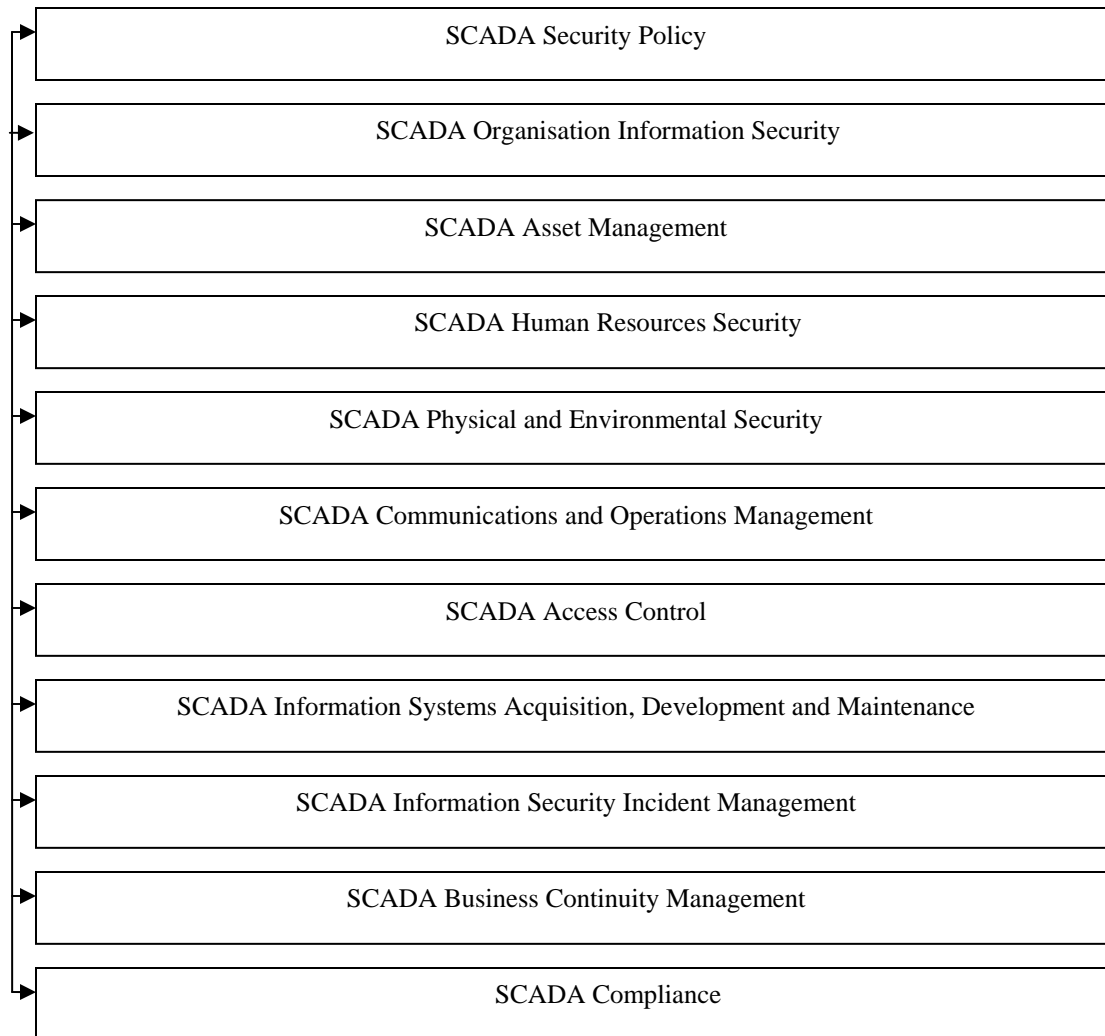 SCADA Security Policy
SCADA Organisation Information Security
SCADA Asset Management
SCADA Human Resources Security
SCADA Physical and Environmental Security
SCADA Communications and Operations Management
SCADA Access Control
SCADA Information Systems Acquisition, Development and Maintenance
SCADA Information Security Incident Management
SCADA Business Continuity Management
SCADA Compliance